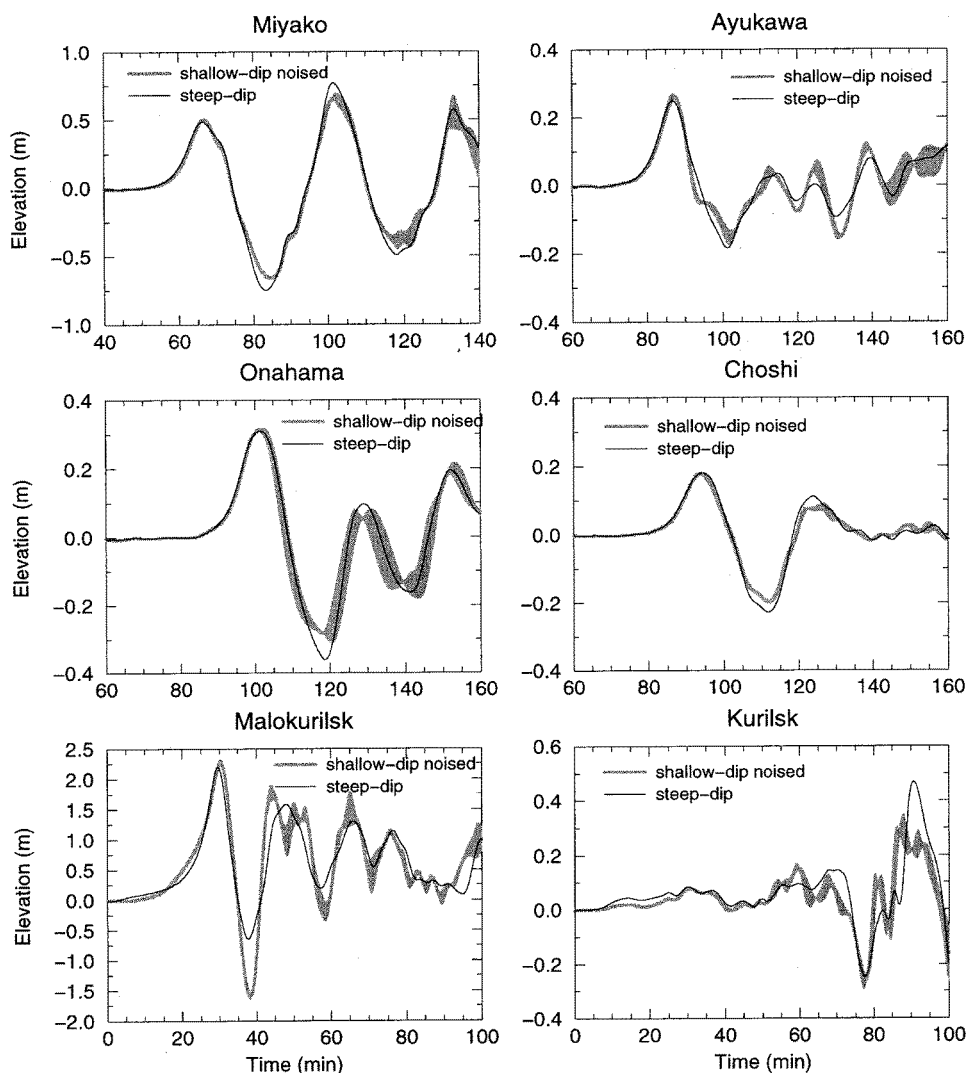 Miyako
Elevation (m)
1.0
0.5
0.0
−0.5
−1.0
shallow−dip noised
steep−dip
40 60 80 100 120 140
Ayukawa
0.4
0.2
0.0
−0.2
−0.4
shallow−dip noised
steep−dip
60 80 100 120 140 160
Onahama
Elevation (m)
0.4
0.2
0.0
−0.2
−0.4
shallow−dip noised
steep−dip
60 80 100 120 140 160
Choshi
0.4
0.2
0.0
−0.2
−0.4
shallow−dip noised
steep−dip
60 80 100 120 140 160
Malokurilsk
Elevation (m)
2.5
2.0
1.5
1.0
0.5
0.0
−0.5
−1.0
−1.5
−2.0
shallow−dip noised
steep−dip
0 20 40 60 80 100
Time (min)
Kurilsk
0.6
0.4
0.2
0.0
−0.2
−0.4
shallow−dip noised
steep−dip
0 20 40 60 80 100
Time (min)